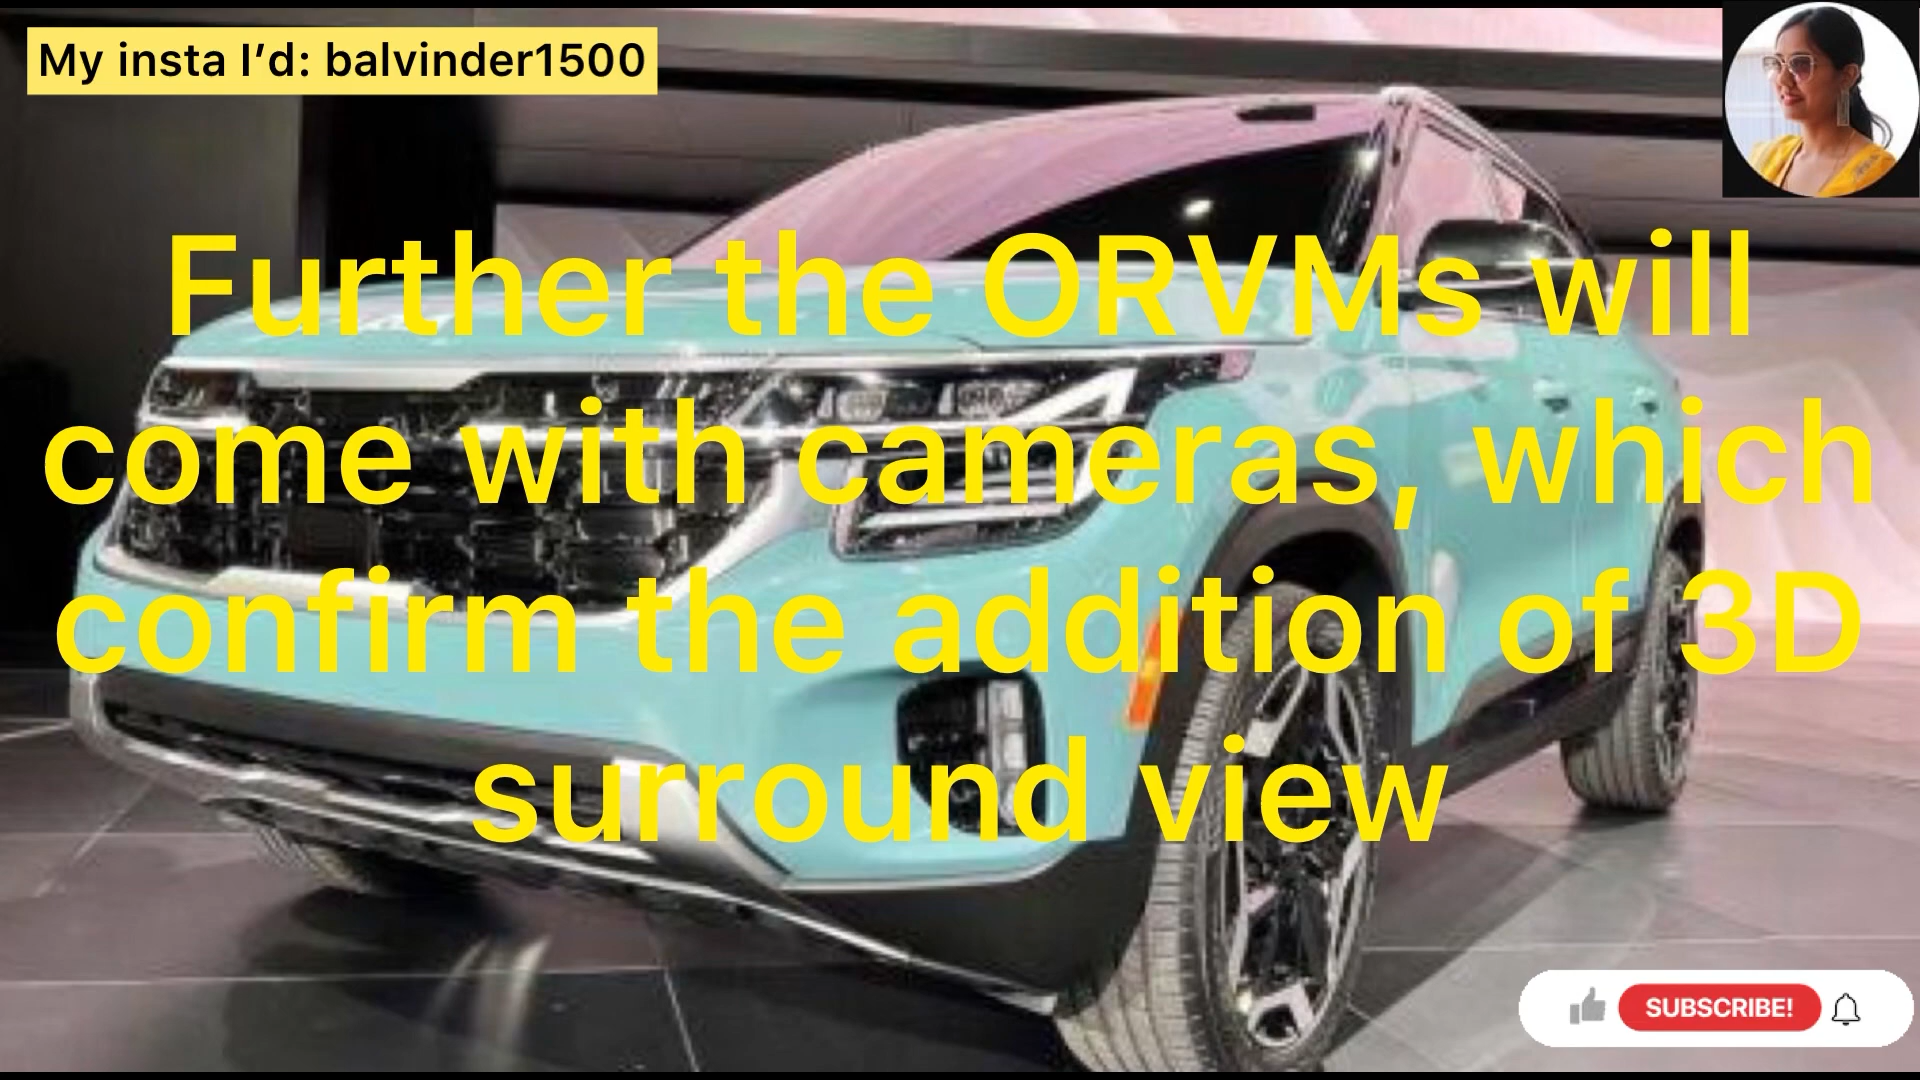 My insta I’d: balvinder1500
Further the ORVMs will
come with cameras, which
confirm the addition of 3D
surround view
SUBSCRIBE!